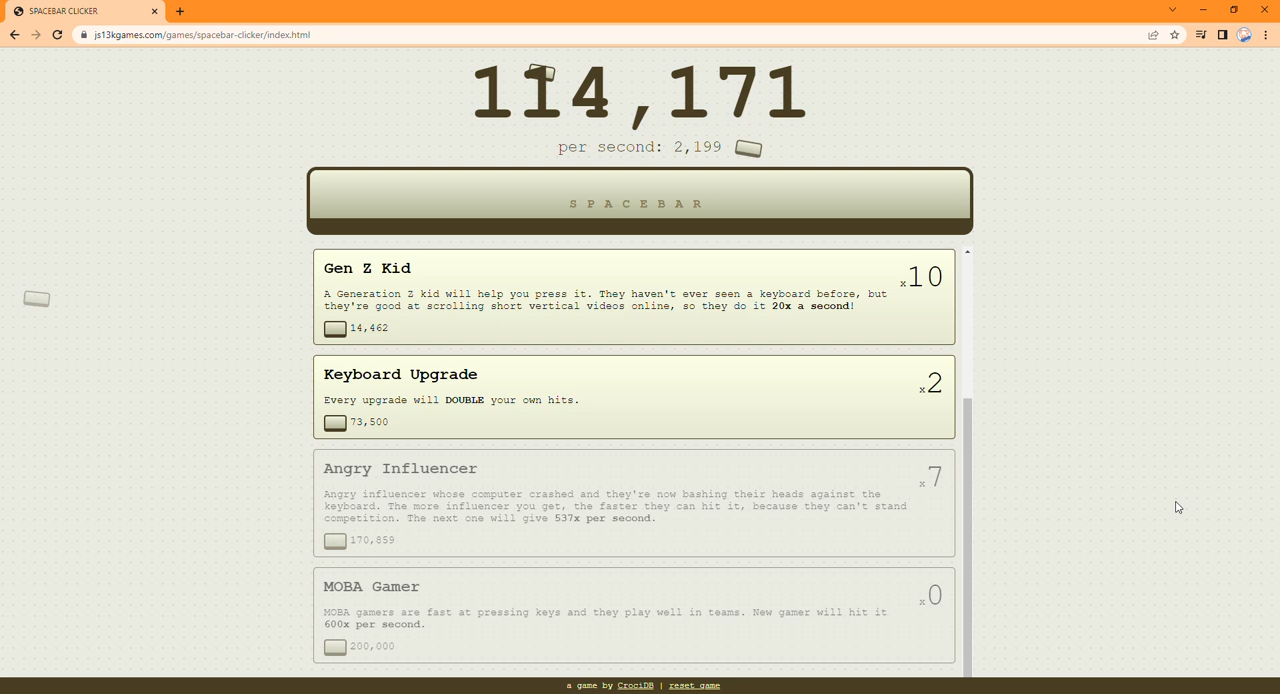 SPACEBAR CLICKER
js13kgames.com/games/spacebar-clicker/index.html
114,171
per second: 2,199
SPACEBAR
Gen Z Kid
x10
A Generation Z kid will help you press it. They haven't ever seen a keyboard before, but
they're good at scrolling short vertical videos online, so they do it 20x a second!
14,462
Keyboard Upgrade
x2
Every upgrade will DOUBLE your own hits.
73,500
Angry Influencer
x7
Angry influencer whose computer crashed and they're now bashing their heads against the
keyboard. The more influencer you get, the faster they can hit it, because they can't stand
competition. The next one will give 537x per second.
170,859
MOBA Gamer
x0
MOBA gamers are fast at pressing keys and they play well in teams. New gamer will hit it
600x per second.
200,000
a game by CrociDB | reset game